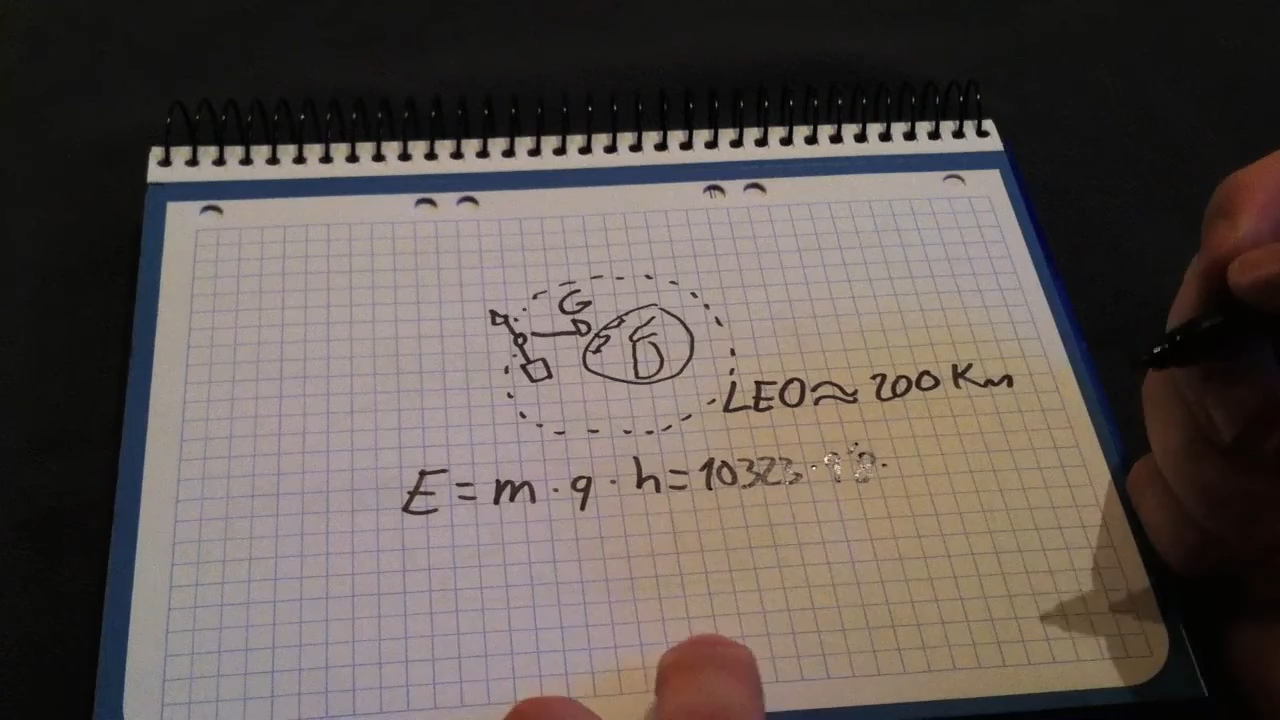 G
LEO ≈ 200 Km
E = m · g · h = 10323 · 9'8 ·